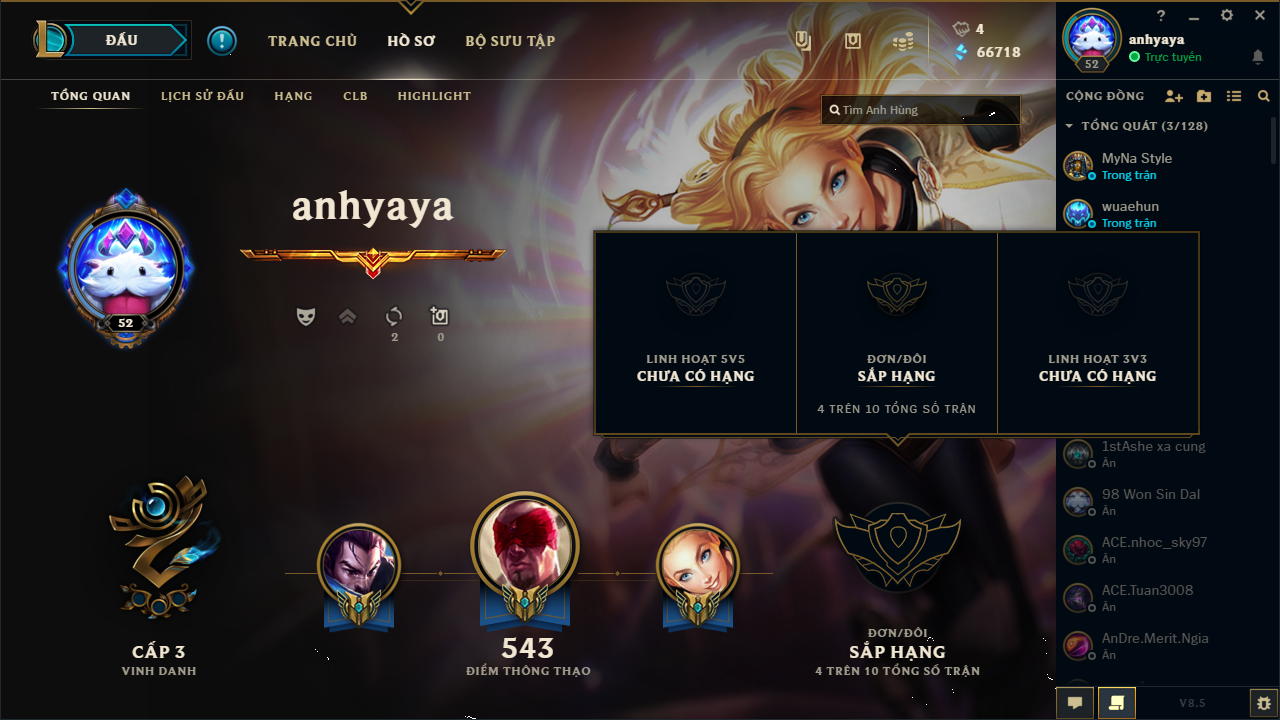 ĐẤU
TRANG CHỦ
HỒ SƠ
BỘ SƯU TẬP
4
66718
?
anhyaya
Trực tuyến
52
TỔNG QUAN
LỊCH SỬ ĐẤU
HẠNG
CLB
HIGHLIGHT
Tìm Anh Hùng
CỘNG ĐỒNG
TỔNG QUÁT (3/128)
MyNa Style
Trong trận
wuaehun
Trong trận
anhyaya
52
2
0
LINH HOẠT 5V5
CHƯA CÓ HẠNG
ĐƠN/ĐÔI
SẮP HẠNG
4 TRÊN 10 TỔNG SỐ TRẬN
LINH HOẠT 3V3
CHƯA CÓ HẠNG
1stAshe xa cung
Ẩn
98 Won Sin Dal
Ẩn
ACE.nhoc_sky97
Ẩn
ACE.Tuan3008
Ẩn
AnDre.Merit.Ngia
Ẩn
CẤP 3
VINH DANH
543
ĐIỂM THÔNG THẠO
ĐƠN/ĐÔI
SẮP HẠNG
4 TRÊN 10 TỔNG SỐ TRẬN
V8.5